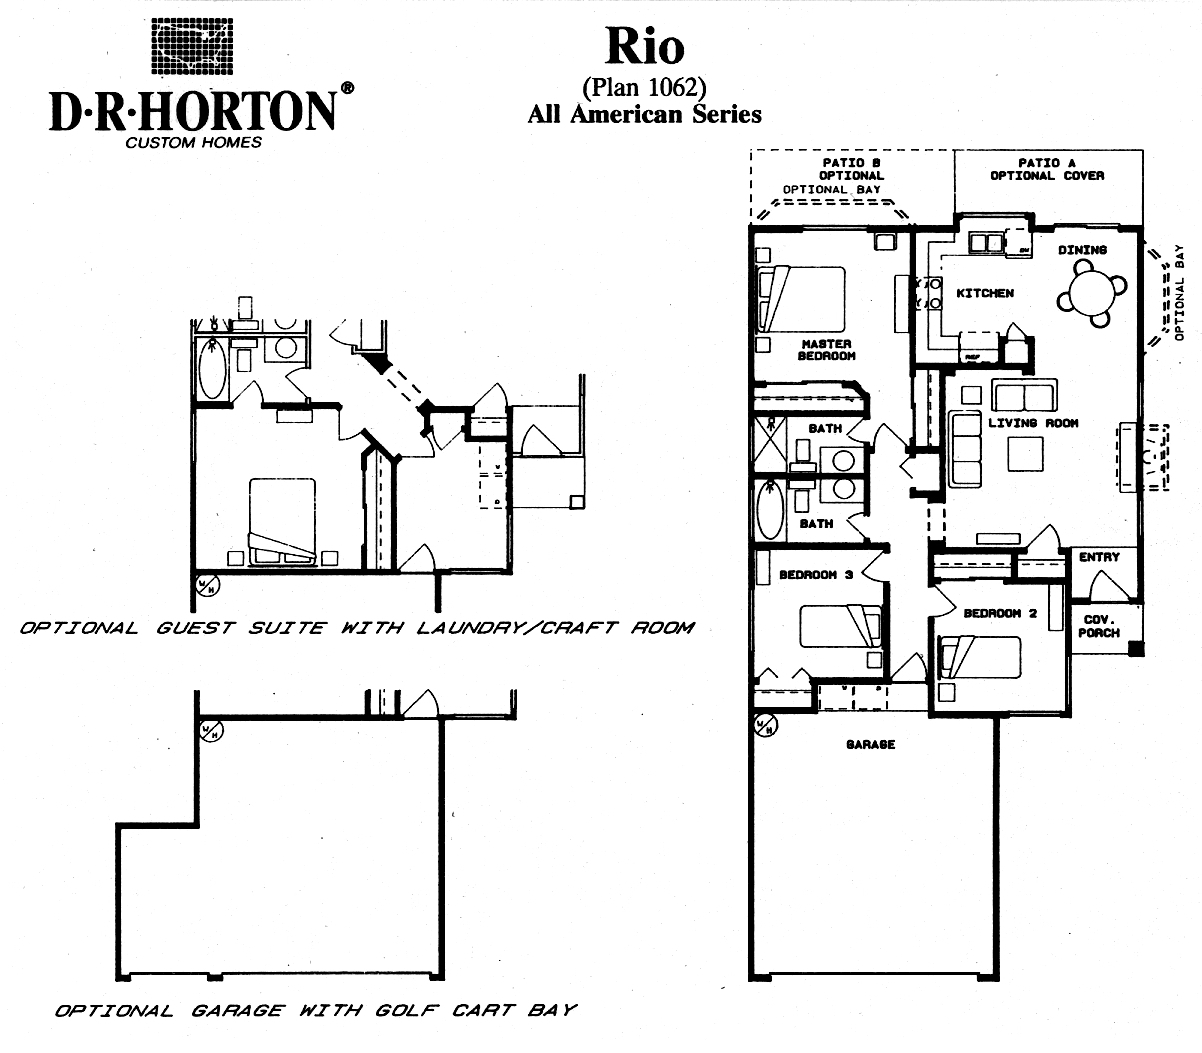 D·R·HORTON®
CUSTOM HOMES
Rio
(Plan 1062)
All American Series
PATIO B
OPTIONAL
OPTIONAL BAY
PATIO A
OPTIONAL COVER
DINING
OPTIONAL BAY
DW
KITCHEN
REF
MASTER
BEDROOM
LIVING ROOM
BATH
BATH
ENTRY
BEDROOM 3
BEDROOM 2
COV.
PORCH
W
D
W
H
GARAGE
W
D
W
H
OPTIONAL GUEST SUITE WITH LAUNDRY/CRAFT ROOM
W
H
OPTIONAL GARAGE WITH GOLF CART BAY